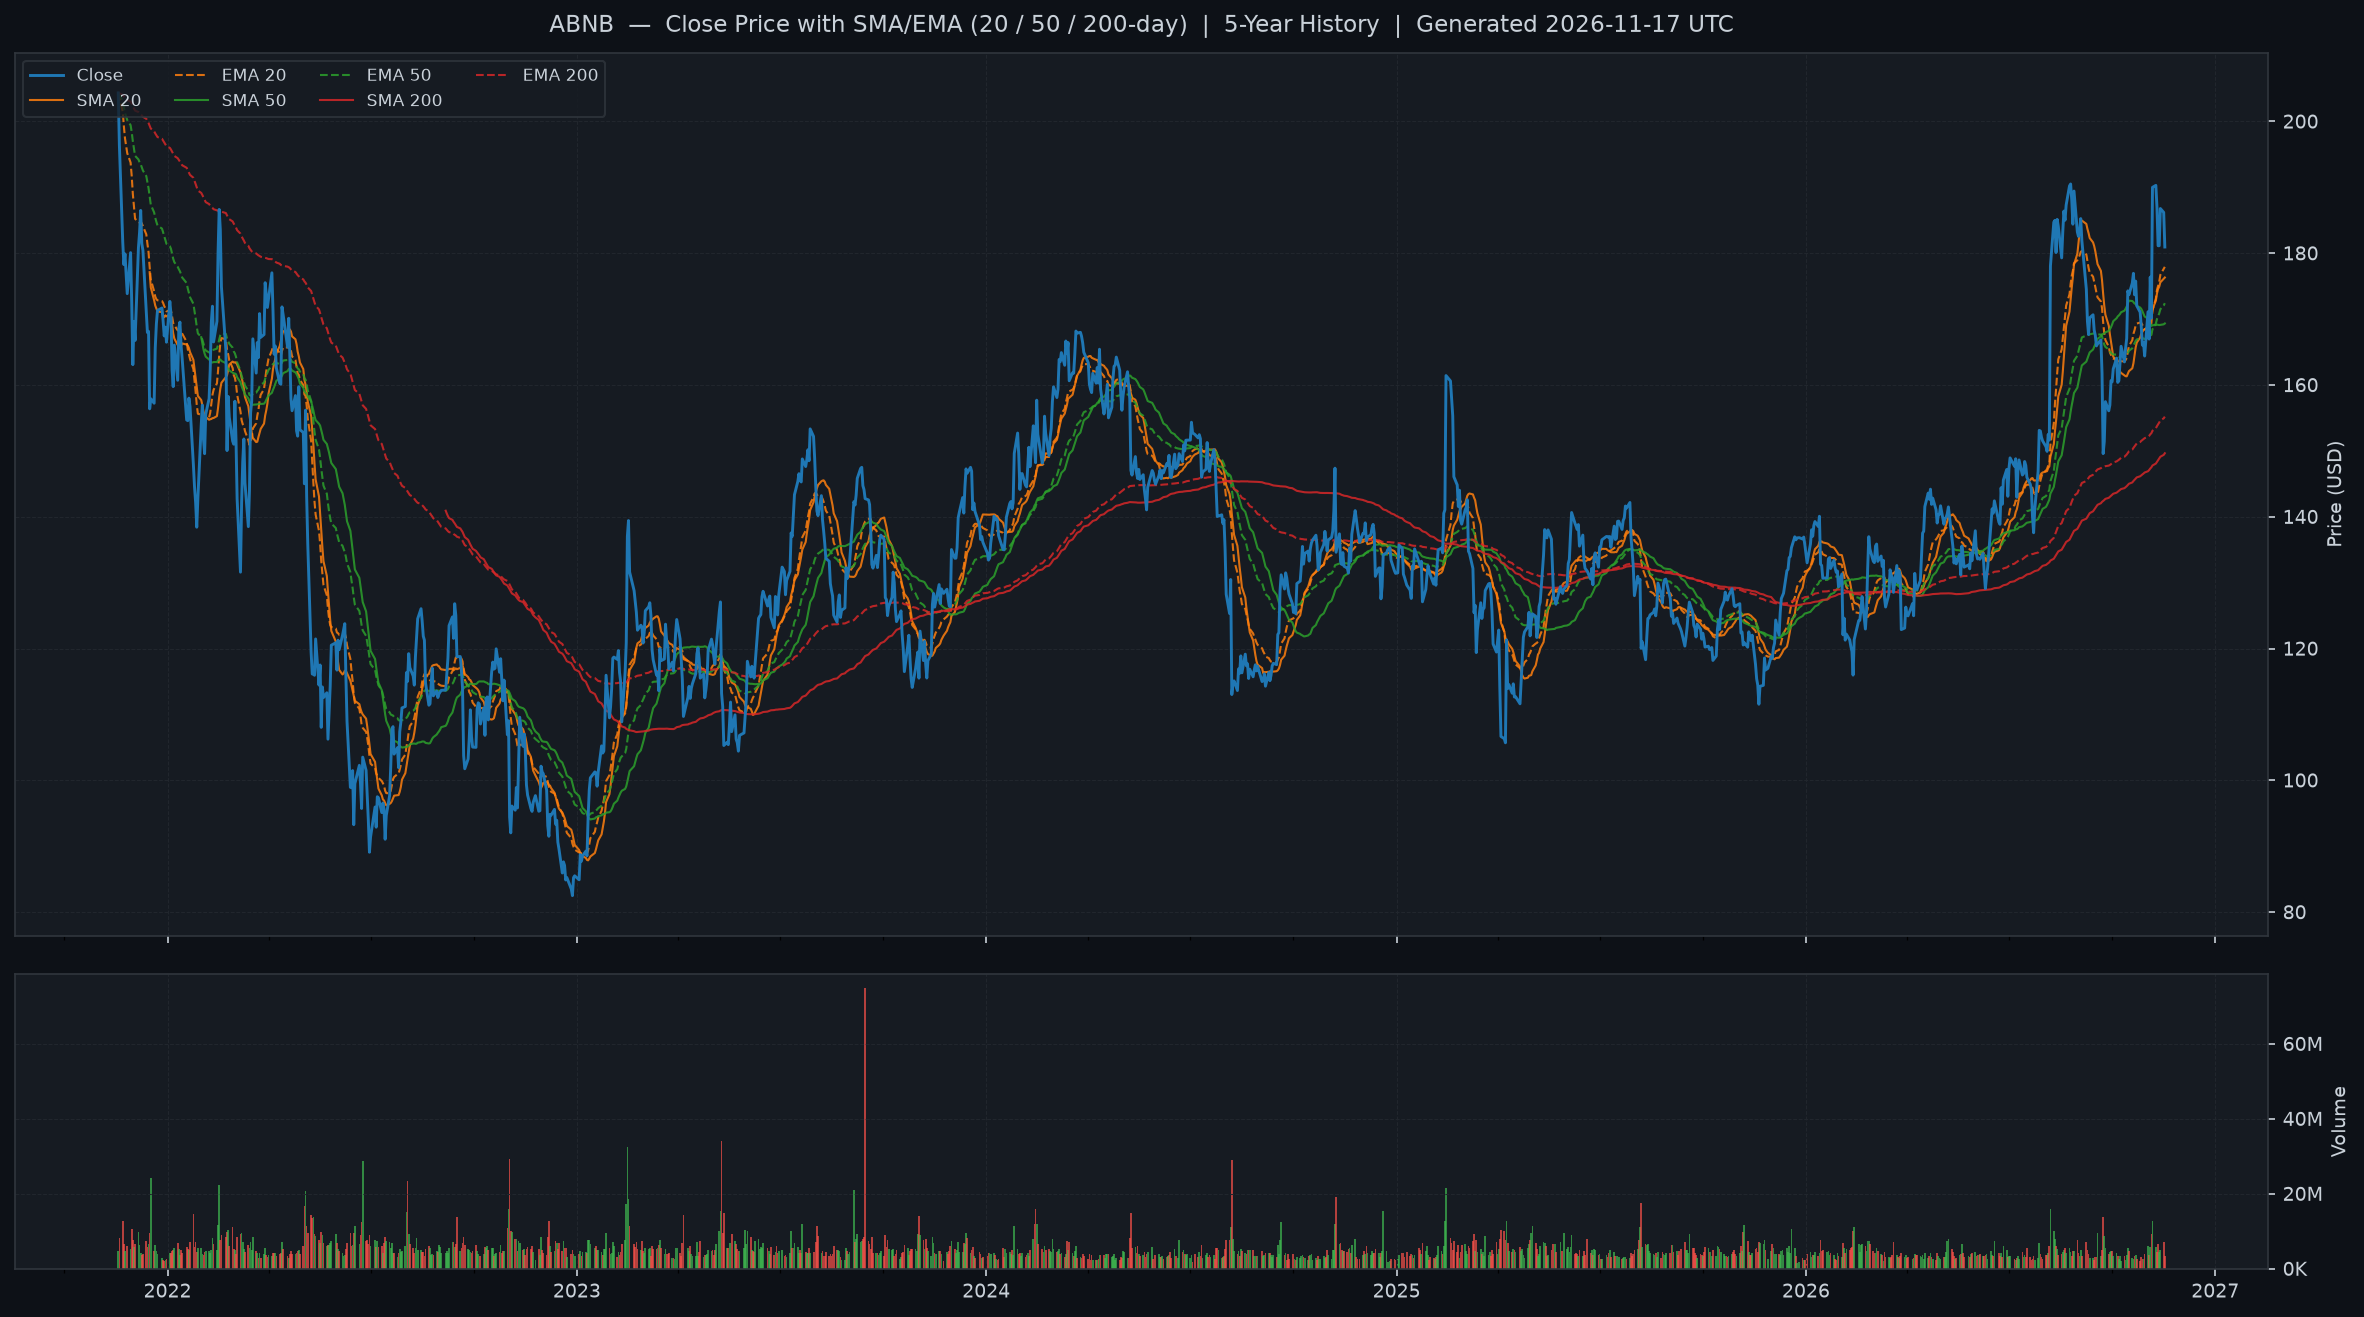 ABNB — Close Price with SMA/EMA (20 / 50 / 200-day) | 5-Year History | Generated 2026-11-17 UTC
Close EMA 20 EMA 50 EMA 200
SMA 20 SMA 50 SMA 200
200
180
160
140
120
100
80
Price (USD)
60M
40M
20M
0K
Volume
2022 2023 2024 2025 2026 2027